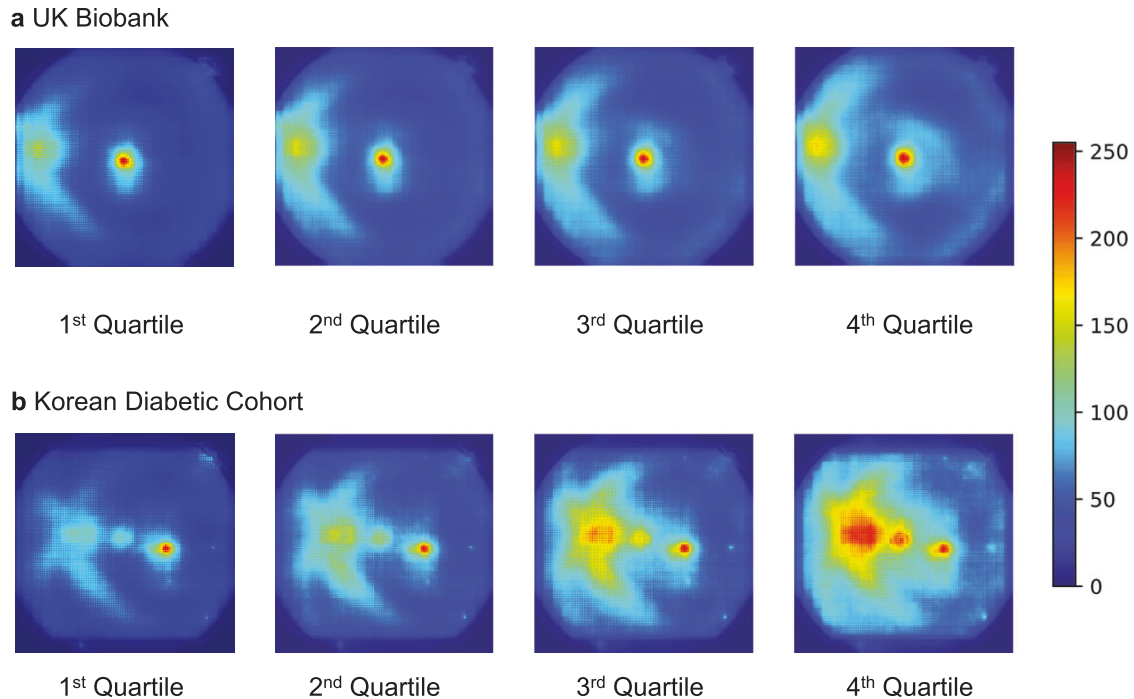 a UK Biobank
1st Quartile
2nd Quartile
3rd Quartile
4th Quartile
250
200
150
100
50
0
b Korean Diabetic Cohort
1st Quartile
2nd Quartile
3rd Quartile
4th Quartile